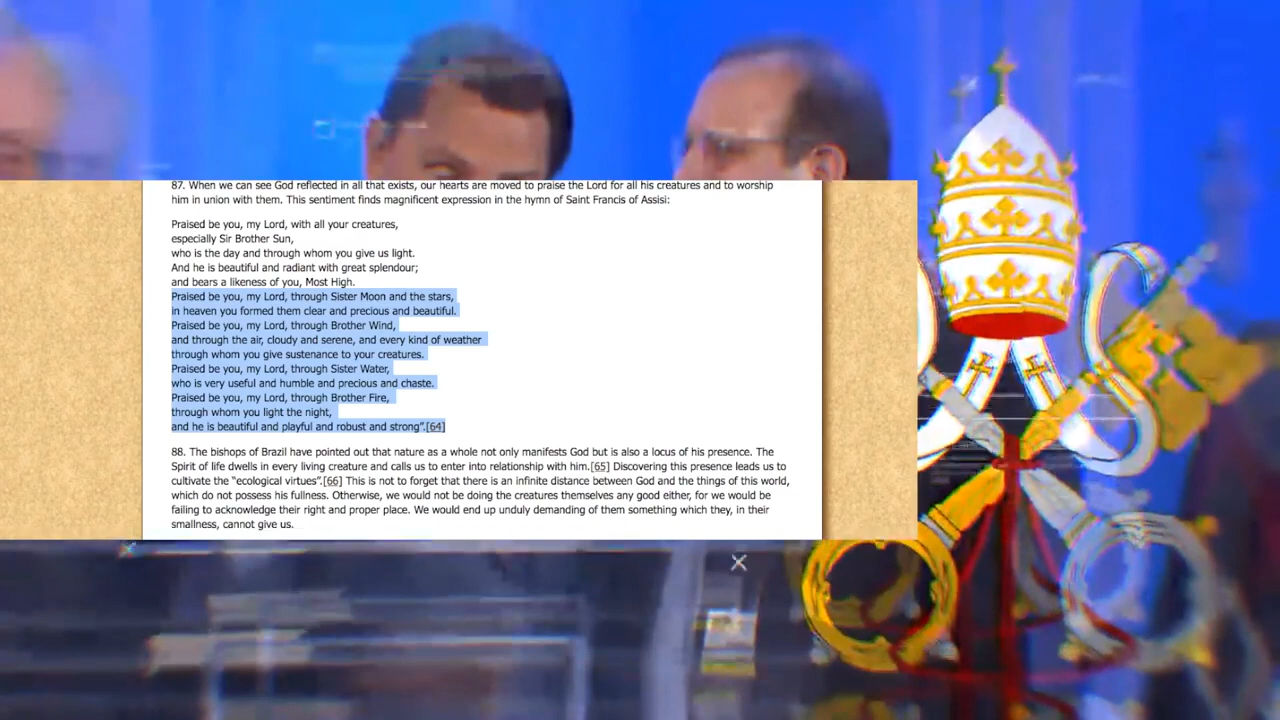 87. When we can see God reflected in all that exists, our hearts are moved to praise the Lord for all his creatures and to worship
him in union with them. This sentiment finds magnificent expression in the hymn of Saint Francis of Assisi:
Praised be you, my Lord, with all your creatures,
especially Sir Brother Sun,
who is the day and through whom you give us light.
And he is beautiful and radiant with great splendour;
and bears a likeness of you, Most High.
Praised be you, my Lord, through Sister Moon and the stars,
in heaven you formed them clear and precious and beautiful.
Praised be you, my Lord, through Brother Wind,
and through the air, cloudy and serene, and every kind of weather
through whom you give sustenance to your creatures.
Praised be you, my Lord, through Sister Water,
who is very useful and humble and precious and chaste.
Praised be you, my Lord, through Brother Fire,
through whom you light the night,
and he is beautiful and playful and robust and strong”.[64]
88. The bishops of Brazil have pointed out that nature as a whole not only manifests God but is also a locus of his presence. The
Spirit of life dwells in every living creature and calls us to enter into relationship with him.[65] Discovering this presence leads us to
cultivate the “ecological virtues”.[66] This is not to forget that there is an infinite distance between God and the things of this world,
which do not possess his fullness. Otherwise, we would not be doing the creatures themselves any good either, for we would be
failing to acknowledge their right and proper place. We would end up unduly demanding of them something which they, in their
smallness, cannot give us.